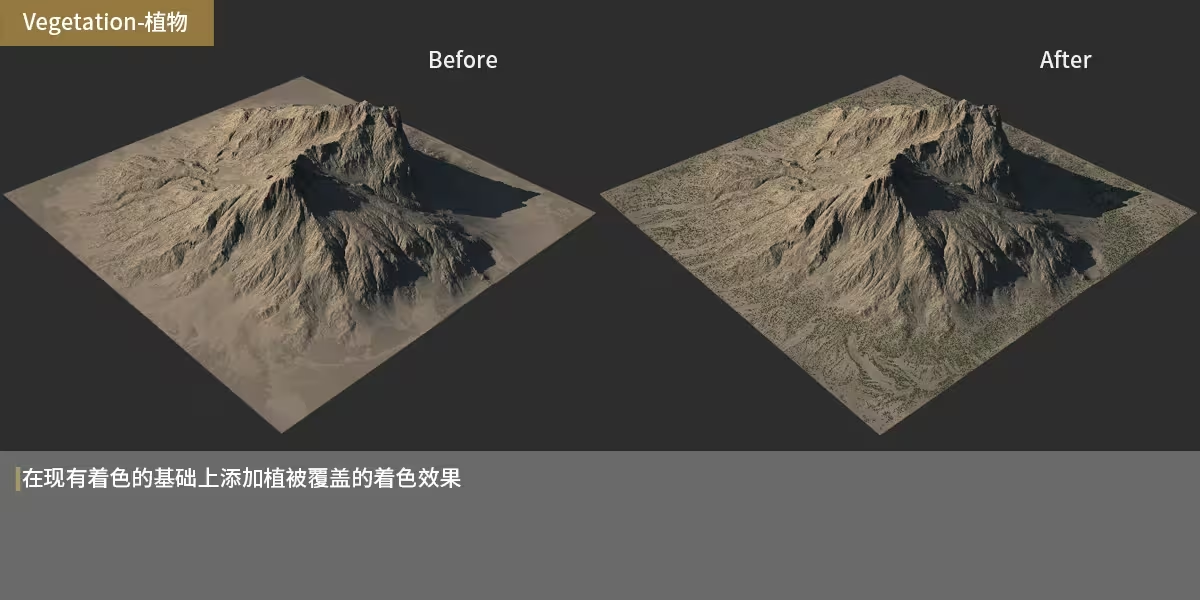 Vegetation-植物
Before
After
在现有着色的基础上添加植被覆盖的着色效果